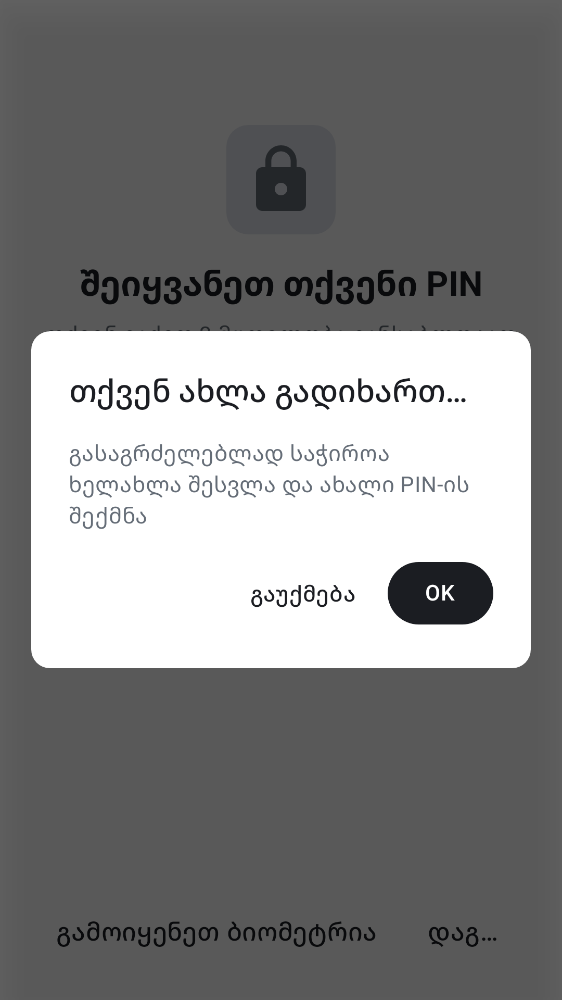 შეიყვანეთ თქვენი PIN
თქვენ ახლა გადიხართ...
გასაგრძელებლად საჭიროა
ხელახლა შესვლა და ახალი PIN-ის
შექმნა
გაუქმება
OK
გამოიყენეთ ბიომეტრია
დაგ...